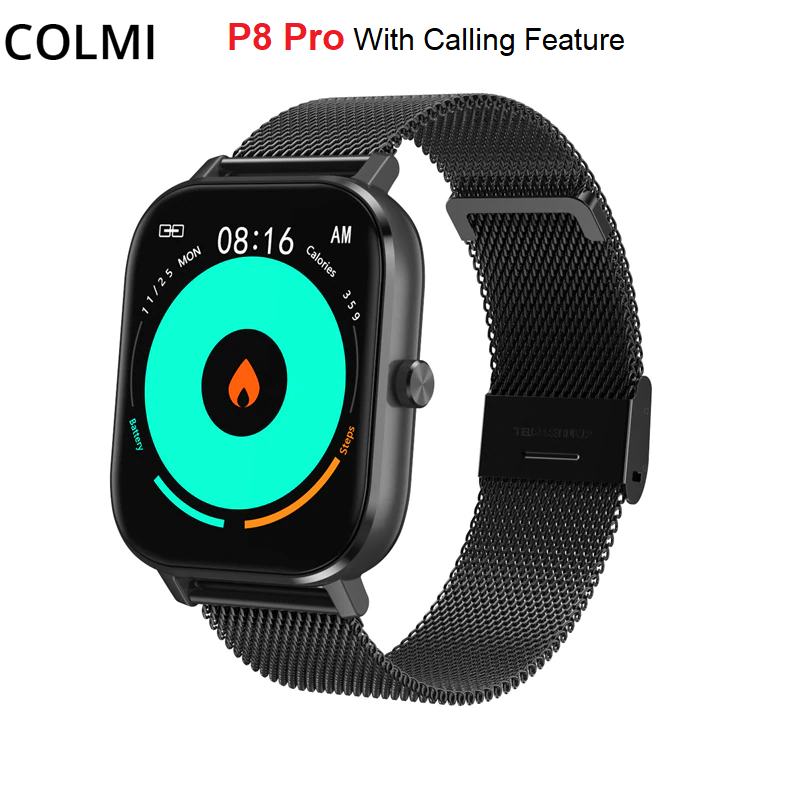 COLMI
P8 Pro With Calling Feature
08:16 AM
11/25 MON
Calories 359
Battery
Steps